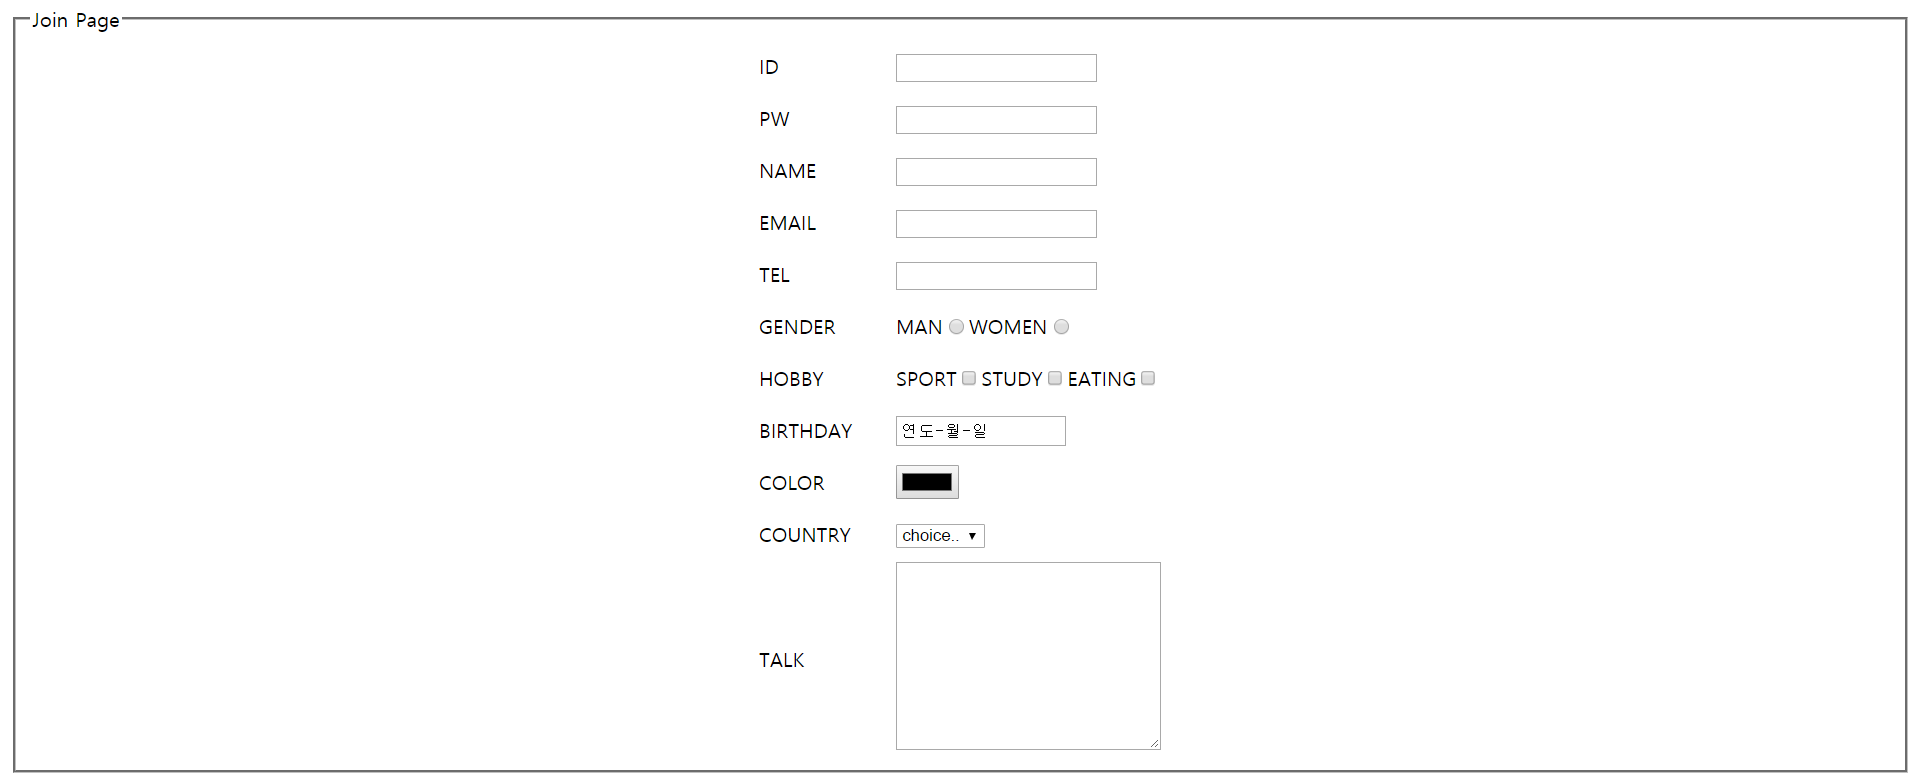 Join Page
ID
PW
NAME
EMAIL
TEL
GENDER MAN WOMEN
HOBBY SPORT STUDY EATING
BIRTHDAY 연도-월-일
COLOR
COUNTRY choice..
TALK